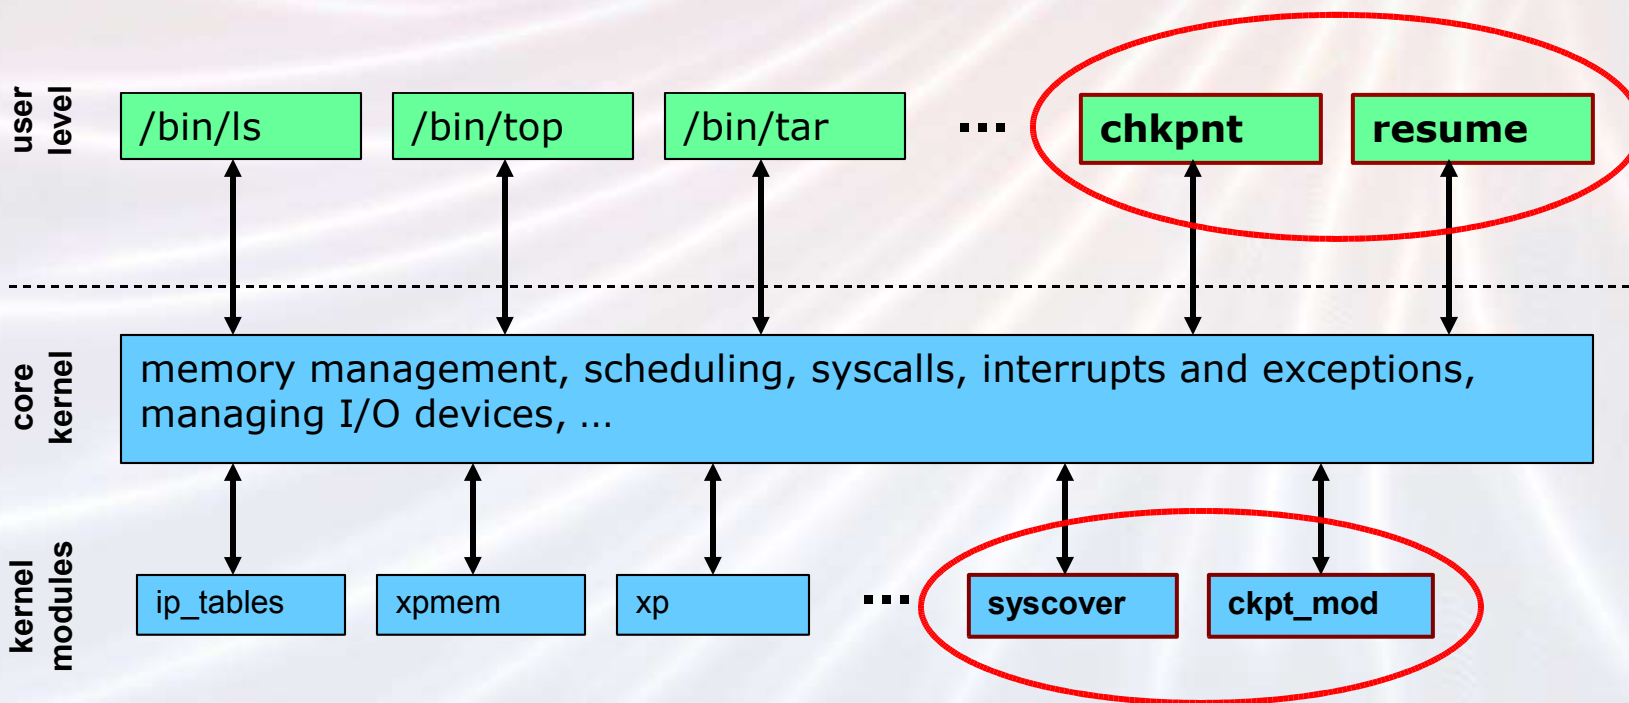 user
level
/bin/ls
/bin/top
/bin/tar
...
chkpnt
resume
core
kernel
memory management, scheduling, syscalls, interrupts and exceptions,
managing I/O devices, ...
kernel
modules
ip_tables
xpmem
xp
...
syscover
ckpt_mod